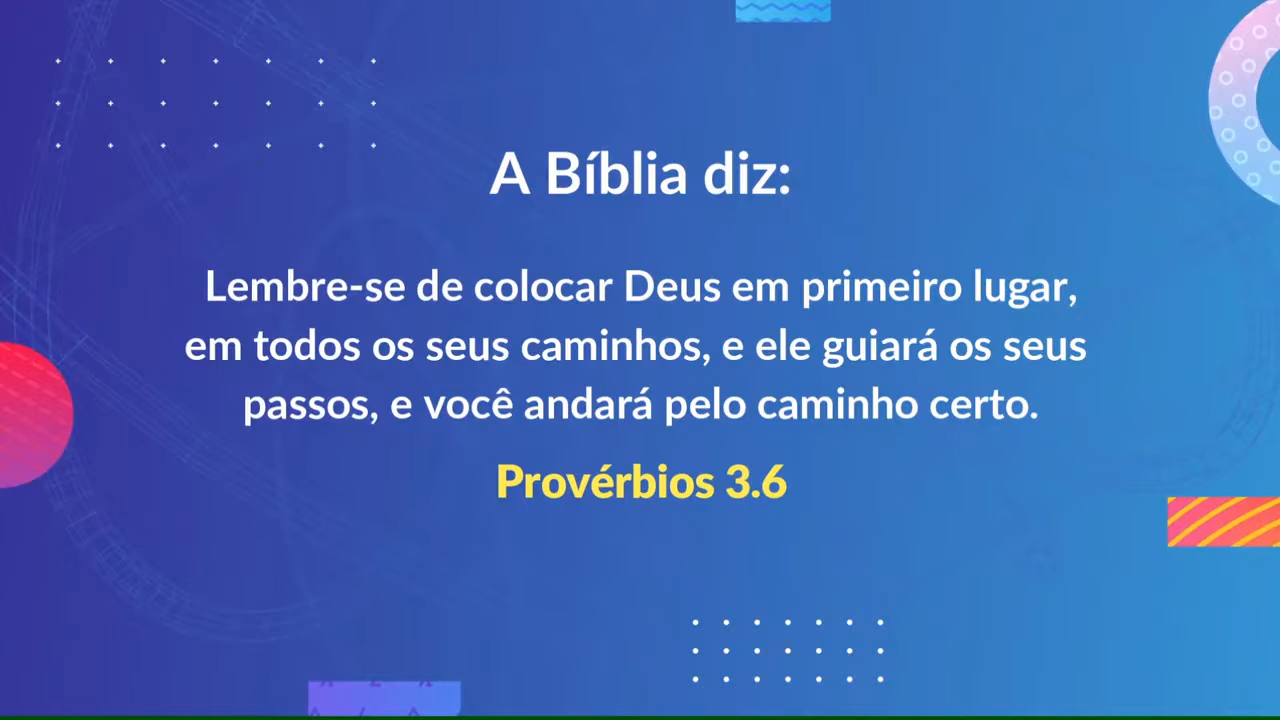 A Bíblia diz:
Lembre-se de colocar Deus em primeiro lugar,
em todos os seus caminhos, e ele guiará os seus
passos, e você andará pelo caminho certo.
Provérbios 3.6